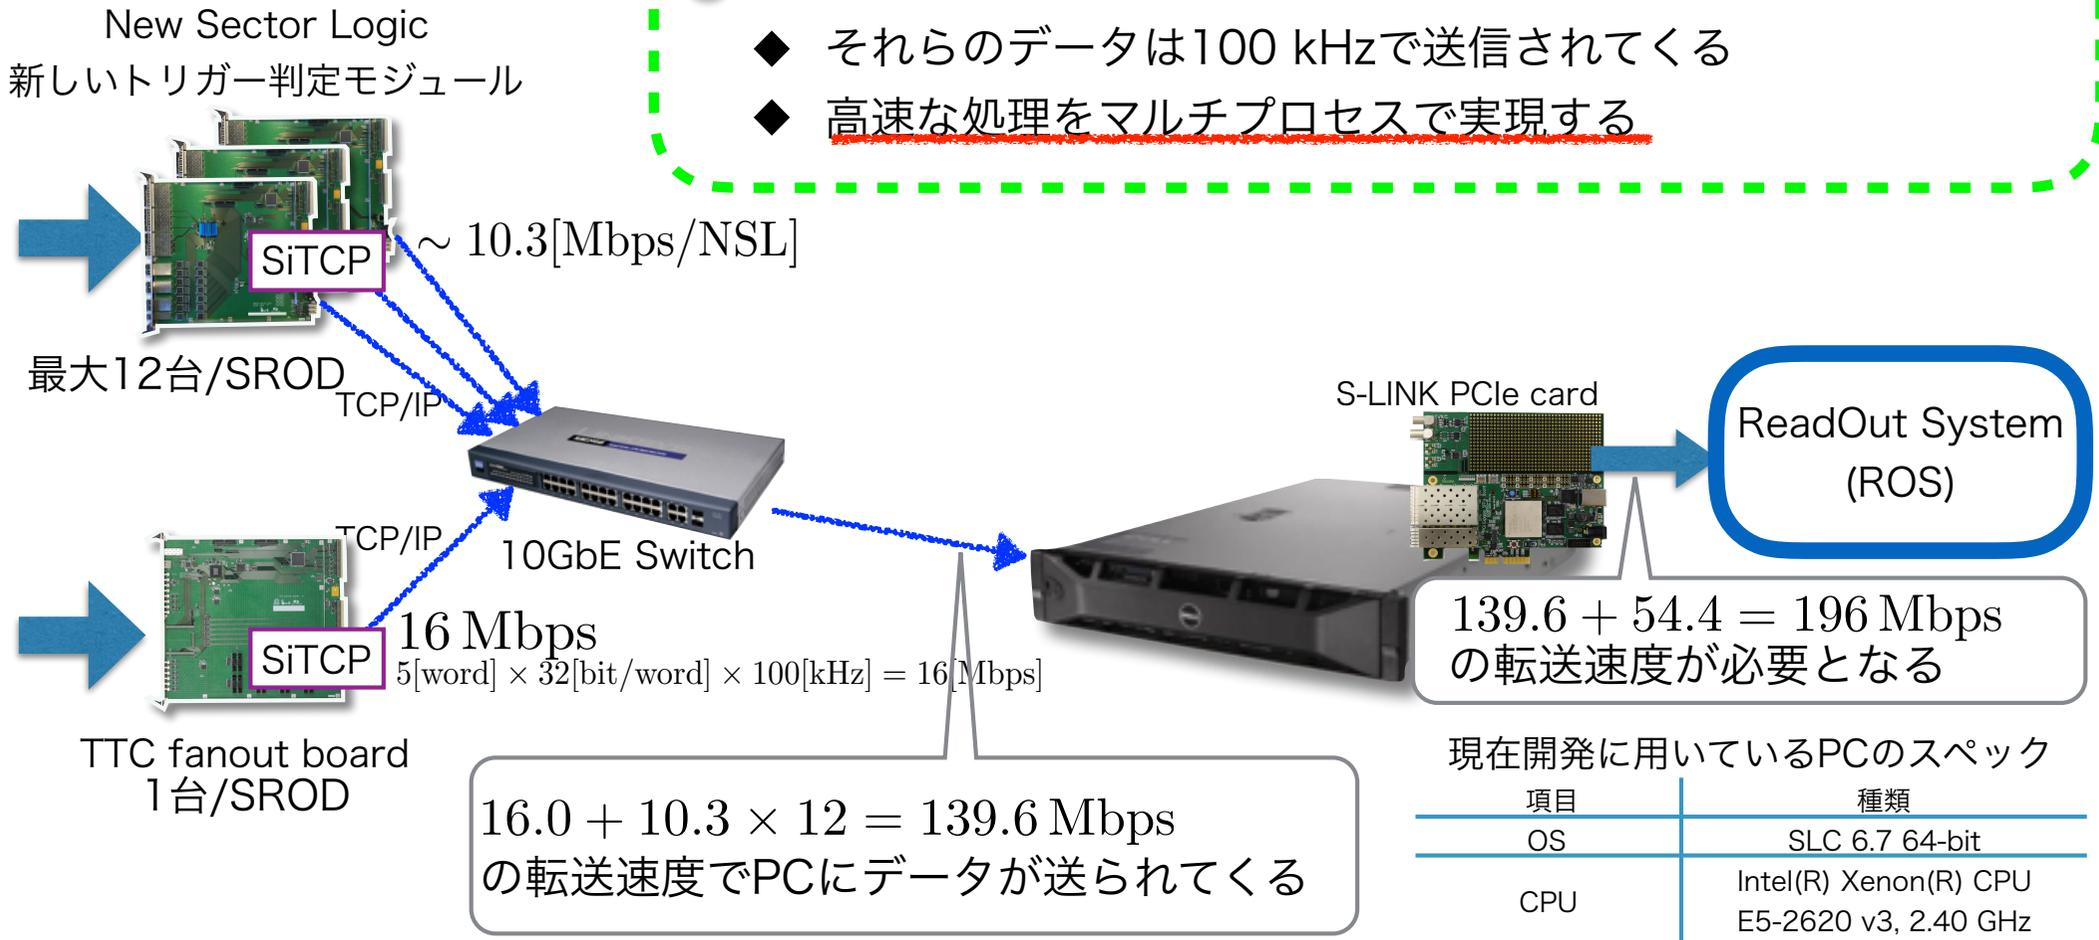 New Sector Logic
新しいトリガー判定モジュール
◆ それらのデータは100 kHzで送信されてくる
◆ 高速な処理をマルチプロセスで実現する
SiTCP
∼ 10.3[Mbps/NSL]
最大12台/SROD
TCP/IP
S-LINK PCIe card
ReadOut System
(ROS)
TCP/IP
10GbE Switch
SiTCP
16 Mbps
5[word] × 32[bit/word] × 100[kHz] = 16[Mbps]
139.6 + 54.4 = 196 Mbps
の転送速度が必要となる
TTC fanout board
1台/SROD
16.0 + 10.3 × 12 = 139.6 Mbps
の転送速度でPCにデータが送られてくる
現在開発に用いているPCのスペック
項目 種類
OS SLC 6.7 64-bit
CPU Intel(R) Xenon(R) CPU
E5-2620 v3, 2.40 GHz